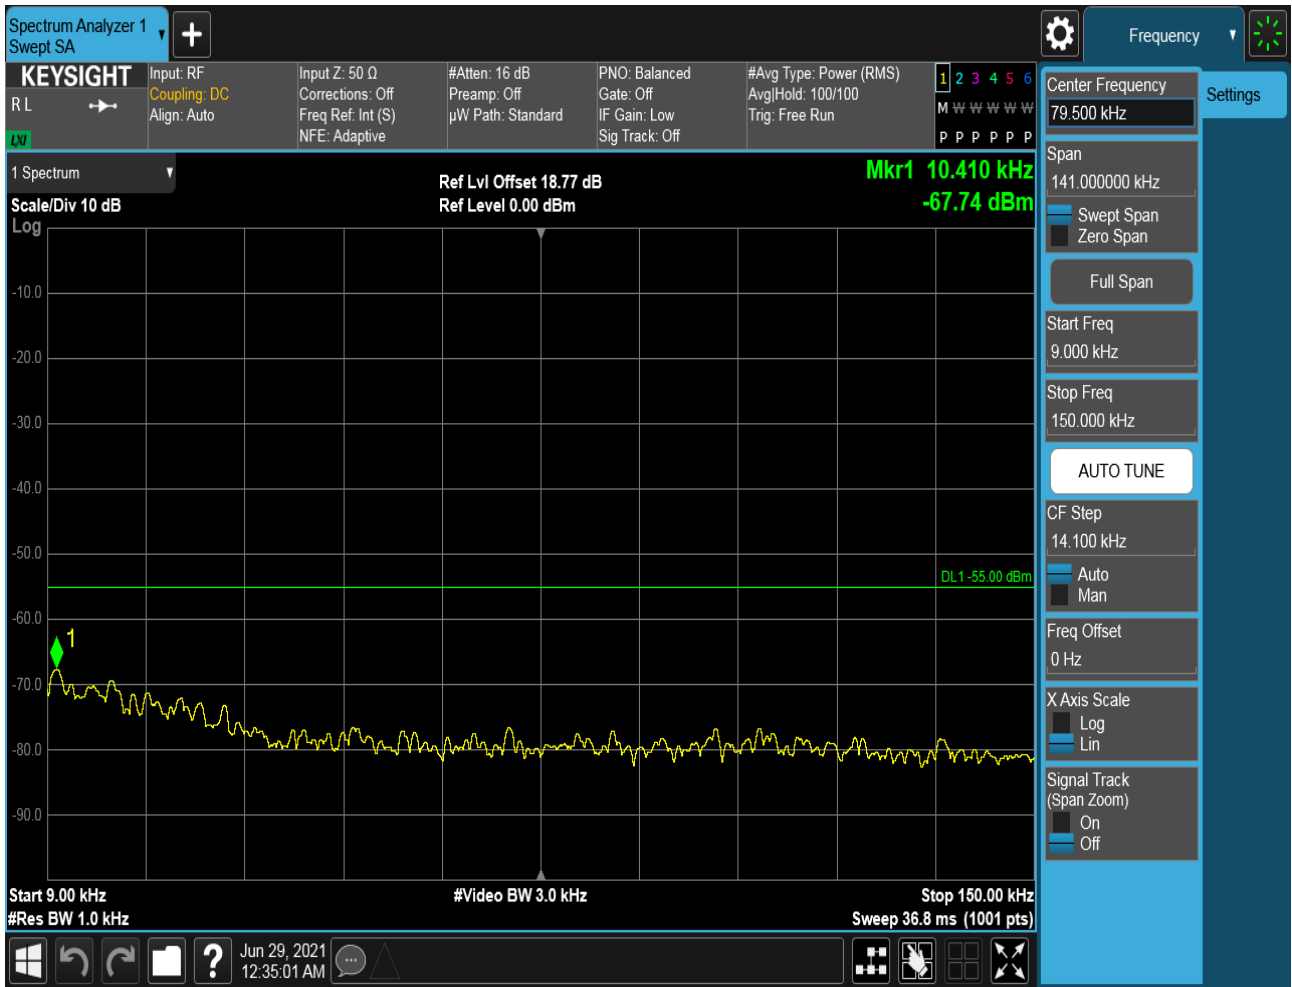 Spectrum Analyzer 1
Swept SA
Frequency
KEYSIGHT
R L
LXI
Input: RF
Coupling: DC
Align: Auto
Input Z: 50 Ω
Corrections: Off
Freq Ref: Int (S)
NFE: Adaptive
#Atten: 16 dB
Preamp: Off
µW Path: Standard
PNO: Balanced
Gate: Off
IF Gain: Low
Sig Track: Off
#Avg Type: Power (RMS)
Avg|Hold: 100/100
Trig: Free Run
1 2 3 4 5 6
M W W W W W
P P P P P P
1 Spectrum
Scale/Div 10 dB
Log
Ref Lvl Offset 18.77 dB
Ref Level 0.00 dBm
Mkr1 10.410 kHz
-67.74 dBm
-10.0
-20.0
-30.0
-40.0
-50.0
DL1 -55.00 dBm
-60.0
1
-70.0
-80.0
-90.0
Start 9.00 kHz
#Video BW 3.0 kHz
Stop 150.00 kHz
#Res BW 1.0 kHz
Sweep 36.8 ms (1001 pts)
?
Jun 29, 2021
12:35:01 AM
Center Frequency
79.500 kHz
Settings
Span
141.000000 kHz
Swept Span
Zero Span
Full Span
Start Freq
9.000 kHz
Stop Freq
150.000 kHz
AUTO TUNE
CF Step
14.100 kHz
Auto
Man
Freq Offset
0 Hz
X Axis Scale
Log
Lin
Signal Track
(Span Zoom)
On
Off